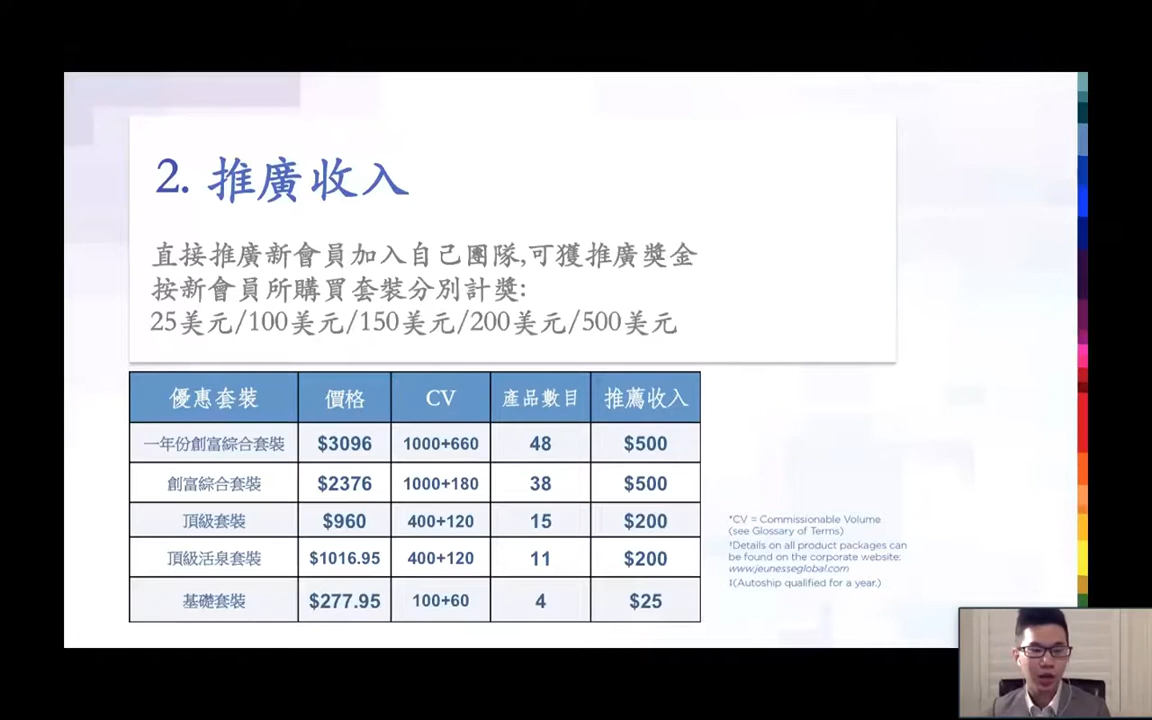 2. 推廣收入
直接推廣新會員加入自己團隊,可獲推廣獎金
按新會員所購買套裝分別計獎:
25美元/100美元/150美元/200美元/500美元
優惠套裝 價格 CV 產品數目 推薦收入
一年份創富綜合套裝 $3096 1000+660 48 $500
創富綜合套裝 $2376 1000+180 38 $500
頂級套裝 $960 400+120 15 $200
頂級活泉套裝 $1016.95 400+120 11 $200
基礎套裝 $277.95 100+60 4 $25
*CV = Commissionable Volume
(see Glossary of Terms)
†Details on all product packages can
be found on the corporate website:
www.jeunesseglobal.com
‡(Autoship qualified for a year.)